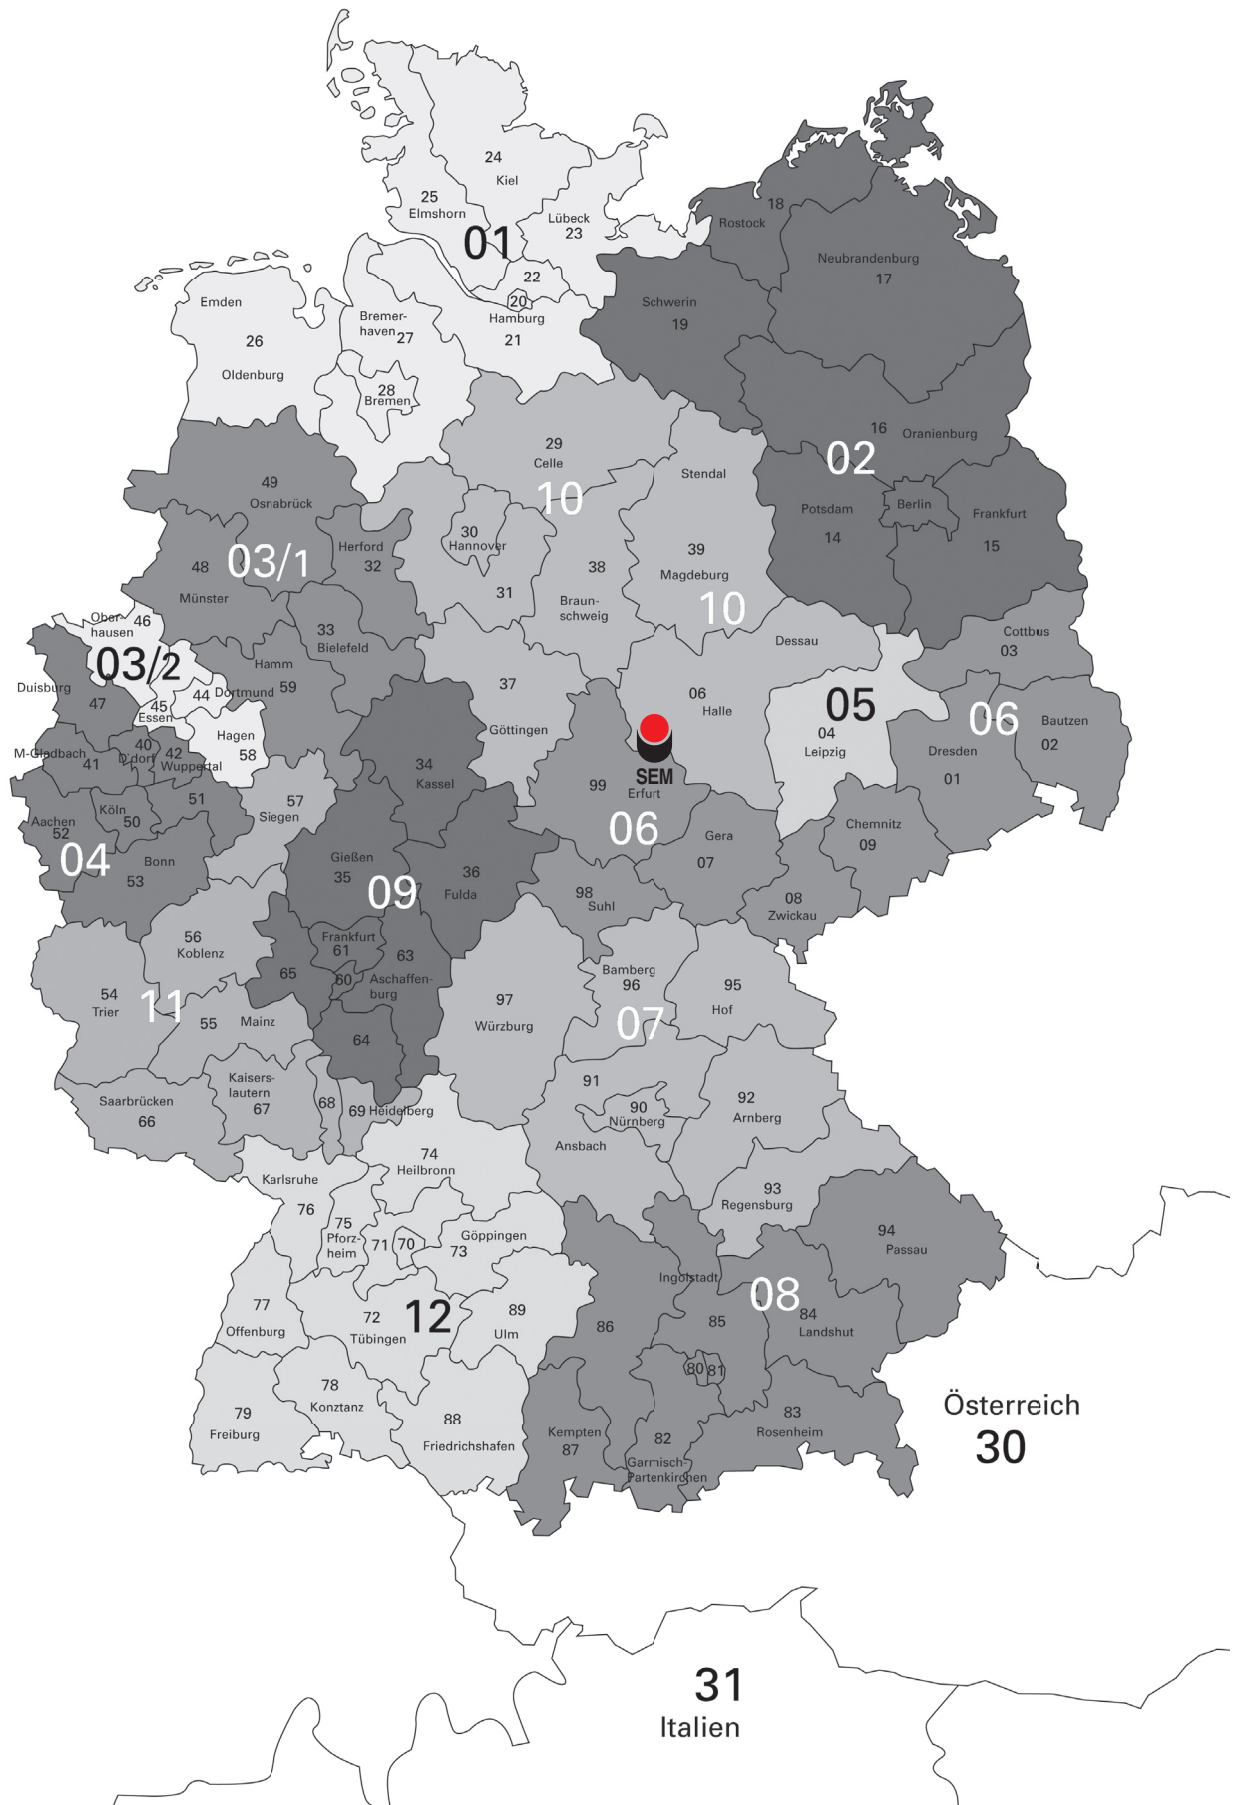 24
Kiel
25
Elmshorn
Lübeck
23
01
22
20
Hamburg
21
18
Rostock
Neubrandenburg
17
Schwerin
19
Emden
26
Oldenburg
Bremer-
haven 27
28
Bremen
16 Oranienburg
02
Berlin
Potsdam
14
Frankfurt
15
29
Celle
10
Stendal
39
Magdeburg
10
30
Hannover
31
38
Braun-
schweig
49
Osnabrück
03/1
Herford
32
48
Münster
33
Bielefeld
Ober-
hausen
46
03/2
Hamm
59
44 Dortmund
45
Essen
Hagen
58
Duisburg
47
M-Gladbach
41
40
D'dorf
42
Wuppertal
51
Köln
50
Aachen
52
04
Bonn
53
57
Siegen
37
Göttingen
34
Kassel
Dessau
06
Halle
05
04
Leipzig
Cottbus
03
06
Bautzen
02
Dresden
01
SEM
99
Erfurt
06
Gera
07
Chemnitz
09
08
Zwickau
98
Suhl
Gießen
35
09
36
Fulda
Frankfurt
61
63
60
Aschaffen-
burg
65
64
56
Koblenz
54
Trier
11
55
Mainz
Kaisers-
lautern
67
68
69 Heidelberg
Saarbrücken
66
97
Würzburg
Bamberg
96
07
95
Hof
91
90
Nürnberg
Ansbach
92
Arnberg
93
Regensburg
74
Heilbronn
Karlsruhe
76
75
Pforz-
heim
71
70
Göppingen
73
77
Offenburg
72
Tübingen
12
89
Ulm
78
Konztanz
79
Freiburg
88
Friedrichshafen
94
Passau
Ingolstadt
08
84
Landshut
85
86
80
81
83
Rosenheim
Kempten
87
82
Garmisch-
Partenkirchen
Österreich
30
31
Italien